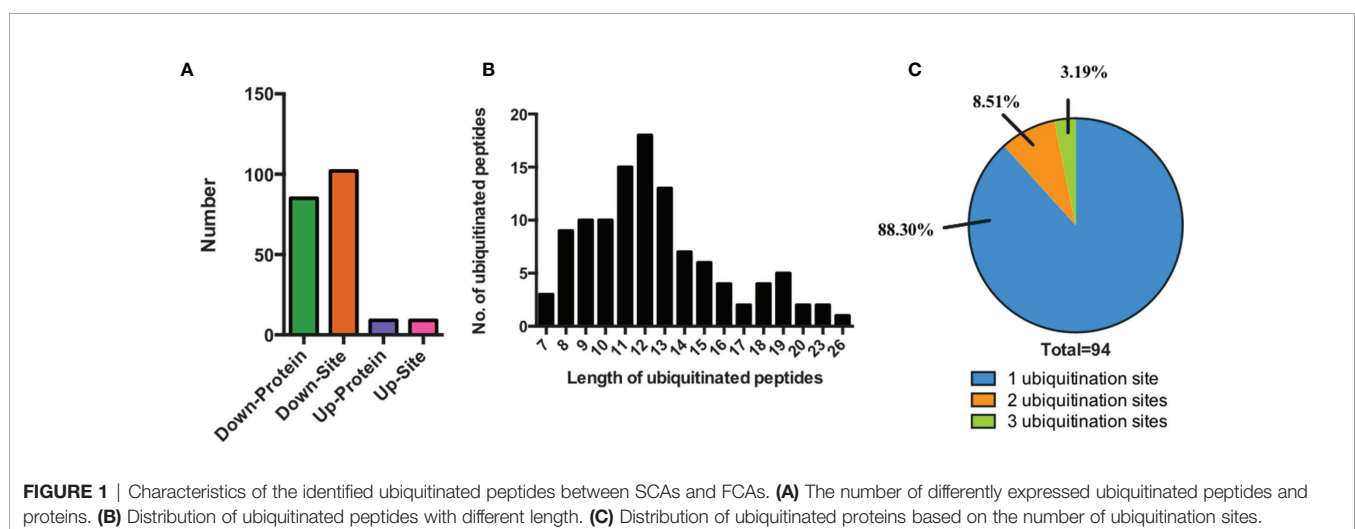 A
Number
150
100
50
0
Down-Protein
Down-Site
Up-Protein
Up-Site
B
No. of ubiquitinated peptides
20
15
10
5
0
7 8 9 10 11 12 13 14 15 16 17 18 19 20 23 26
Length of ubiquitinated peptides
C
3.19%
8.51%
88.30%
Total=94
1 ubiquitination site
2 ubiquitination sites
3 ubiquitination sites
FIGURE 1 | Characteristics of the identified ubiquitinated peptides between SCAs and FCAs. (A) The number of differently expressed ubiquitinated peptides and
proteins. (B) Distribution of ubiquitinated peptides with different length. (C) Distribution of ubiquitinated proteins based on the number of ubiquitination sites.